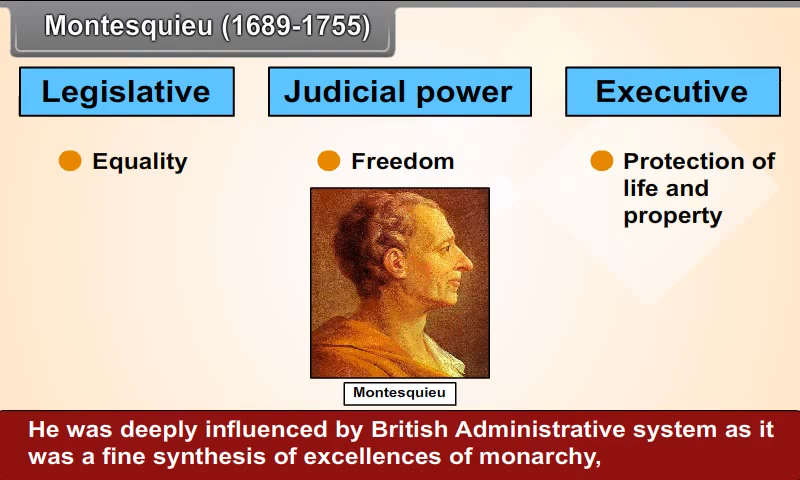 Montesquieu (1689-1755)
Legislative
Judicial power
Executive
Equality
Freedom
Protection of
life and
property
Montesquieu
He was deeply influenced by British Administrative system as it
was a fine synthesis of excellences of monarchy,